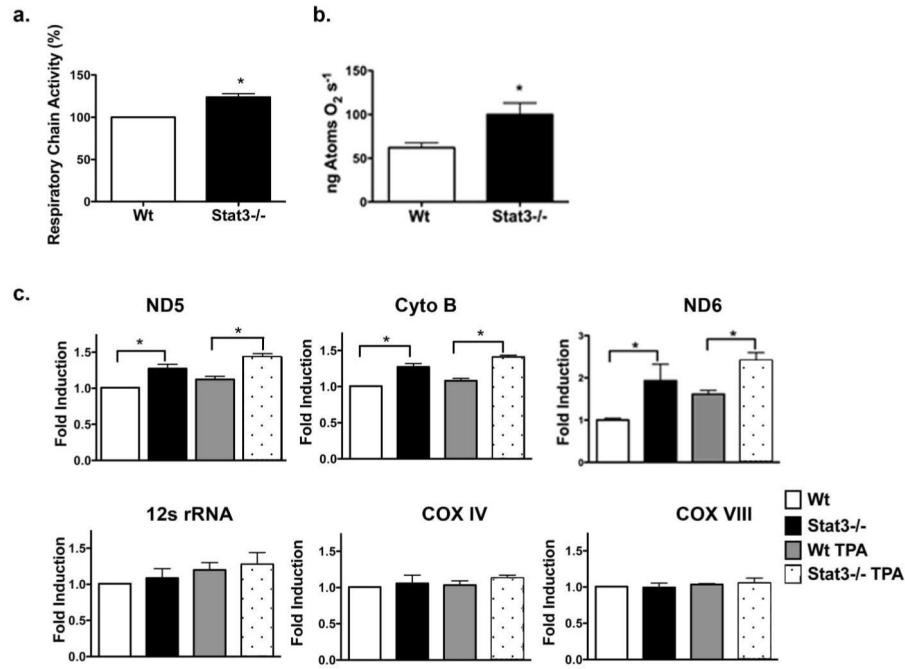 a.
Respiratory Chain Activity (%)
150
100
50
0
*
Wt
Stat3-/-
b.
ng Atoms O₂ s⁻¹
150
100
50
0
*
Wt
Stat3-/-
c.
ND5
Fold Induction
1.5
1.0
0.5
0.0
*
*
Cyto B
Fold Induction
1.5
1.0
0.5
0.0
*
*
ND6
Fold Induction
3
2
1
0
*
*
12s rRNA
Fold Induction
1.5
1.0
0.5
0.0
COX IV
Fold Induction
1.5
1.0
0.5
0.0
COX VIII
Fold Induction
1.5
1.0
0.5
0.0
Wt
Stat3-/-
Wt TPA
Stat3-/- TPA